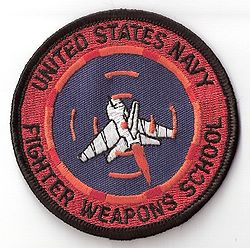 UNITED STATES NAVY
FIGHTER WEAPONS SCHOOL